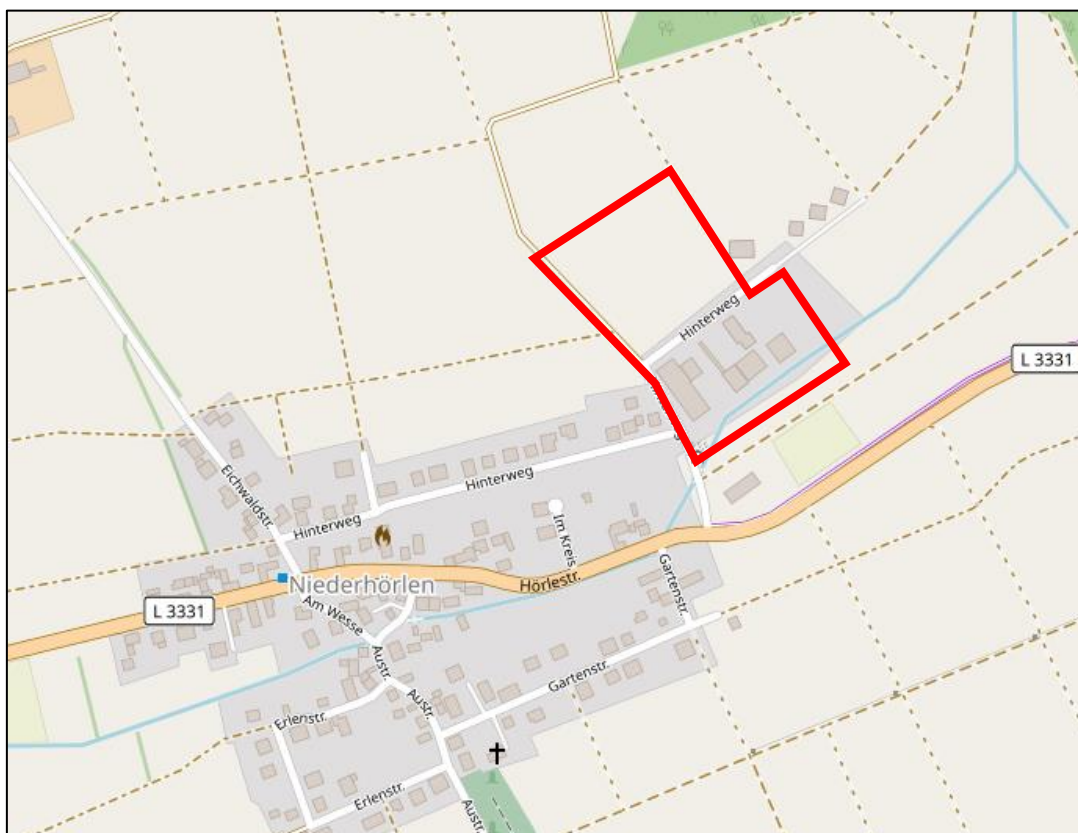 Hinterweg
L 3331
Hinterweg
Eichwaldstr.
Hinterweg
Im Kreis
Niederhörlen
Hörlestr.
Gartenstr.
L 3331
Am Wesse
Austr.
Gartenstr.
Austr.
Erlenstr.
Erlenstr.
Austr.